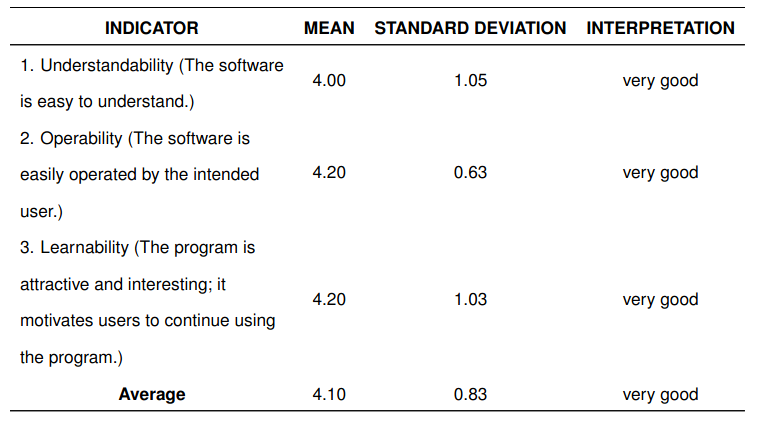 INDICATOR MEAN STANDARD DEVIATION INTERPRETATION
1. Understandability (The software
is easy to understand.)
4.00 1.05 very good
2. Operability (The software is
easily operated by the intended
user.)
4.20 0.63 very good
3. Learnability (The program is
attractive and interesting; it
motivates users to continue using
the program.)
4.20 1.03 very good
Average 4.10 0.83 very good